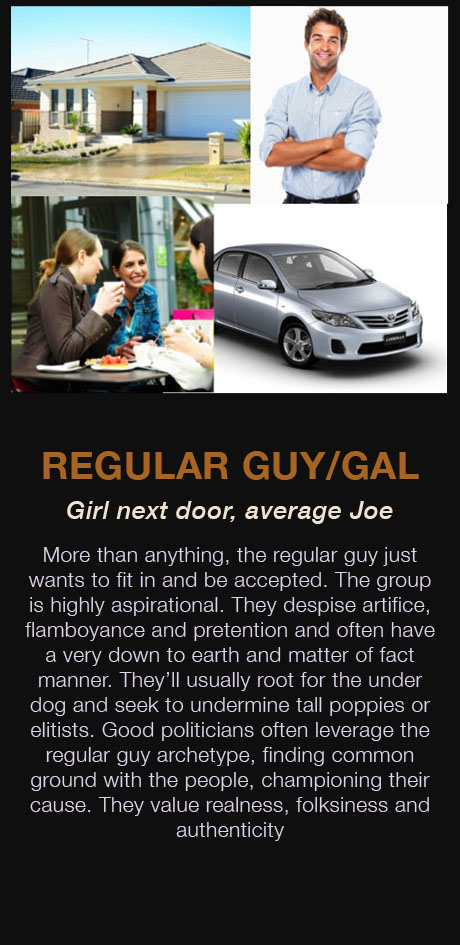 REGULAR GUY/GAL
Girl next door, average Joe
More than anything, the regular guy just
wants to fit in and be accepted. The group
is highly aspirational. They despise artifice,
flamboyance and pretention and often have
a very down to earth and matter of fact
manner. They’ll usually root for the under
dog and seek to undermine tall poppies or
elitists. Good politicians often leverage the
regular guy archetype, finding common
ground with the people, championing their
cause. They value realness, folksiness and
authenticity